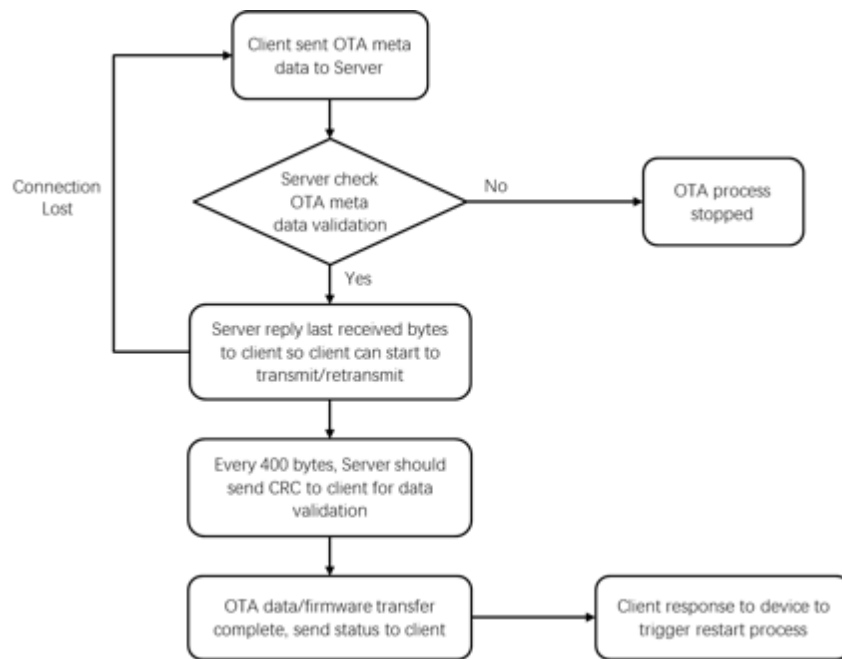 Client sent OTA meta
data to Server
Connection
Lost
Server check
OTA meta
data validation
No
OTA process
stopped
Yes
Server reply last received bytes
to client so client can start to
transmit/retransmit
Every 400 bytes, Server should
send CRC to client for data
validation
OTA data/firmware transfer
complete, send status to client
Client response to device to
trigger restart process